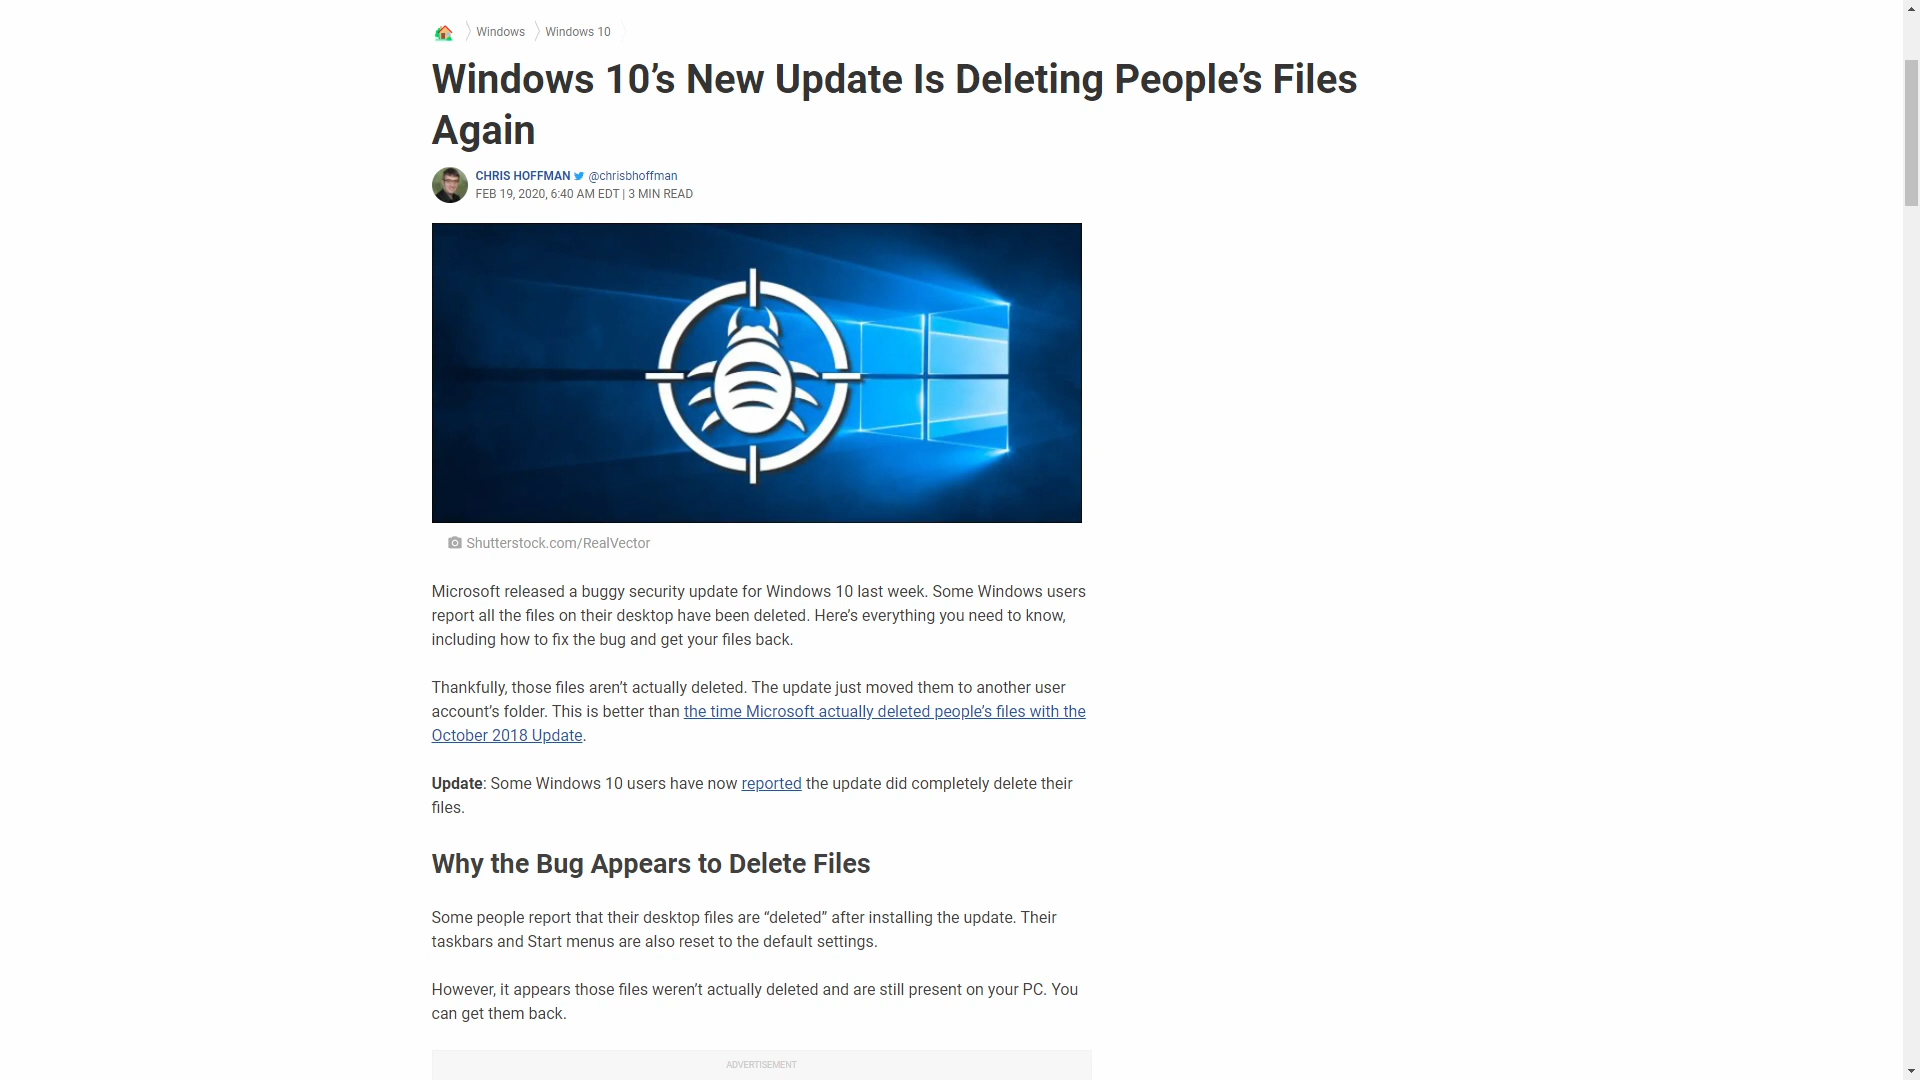 Windows
Windows 10
Windows 10’s New Update Is Deleting People’s Files
Again
CHRIS HOFFMAN @chrisbhoffman
FEB 19, 2020, 6:40 AM EDT | 3 MIN READ
Shutterstock.com/RealVector
Microsoft released a buggy security update for Windows 10 last week. Some Windows users
report all the files on their desktop have been deleted. Here’s everything you need to know,
including how to fix the bug and get your files back.
Thankfully, those files aren’t actually deleted. The update just moved them to another user
account’s folder. This is better than the time Microsoft actually deleted people’s files with the
October 2018 Update.
Update: Some Windows 10 users have now reported the update did completely delete their
files.
Why the Bug Appears to Delete Files
Some people report that their desktop files are “deleted” after installing the update. Their
taskbars and Start menus are also reset to the default settings.
However, it appears those files weren’t actually deleted and are still present on your PC. You
can get them back.
ADVERTISEMENT